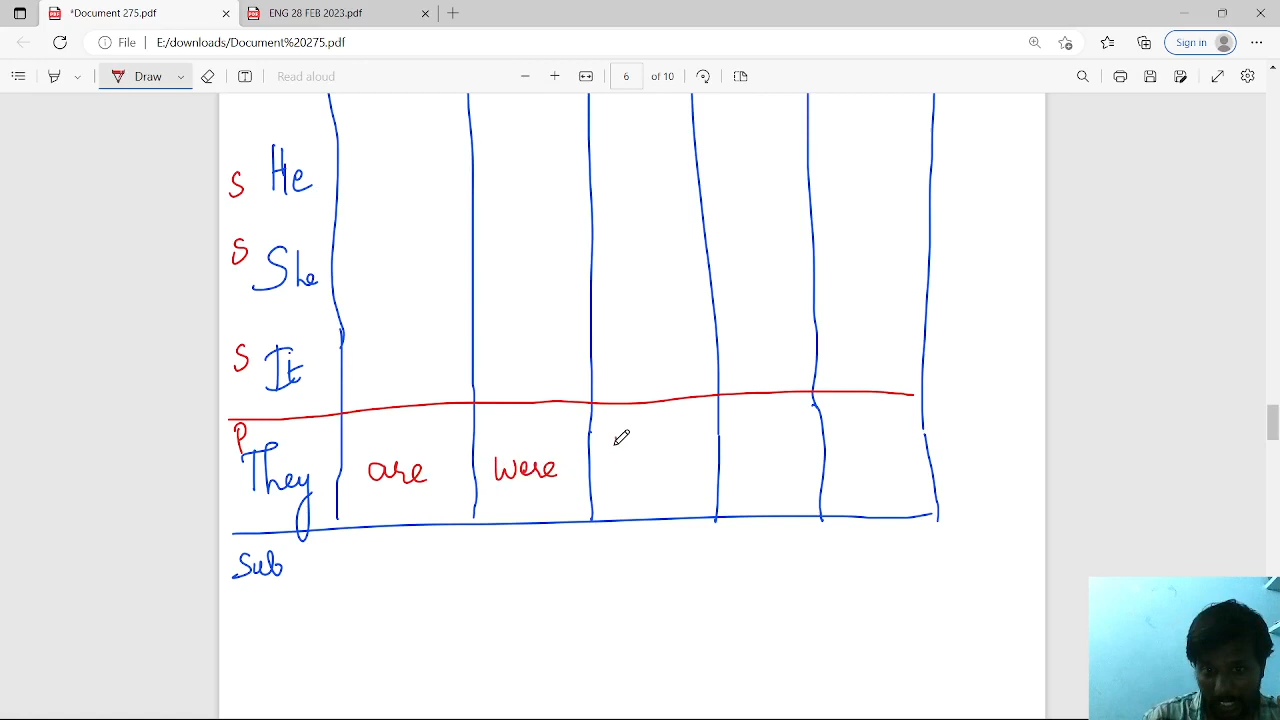 *Document 275.pdf
ENG 28 FEB 2023.pdf
File E:/downloads/Document%20275.pdf
Sign in
Draw
Read aloud
6 of 10
S He
S She
S It
P They are were
Sub